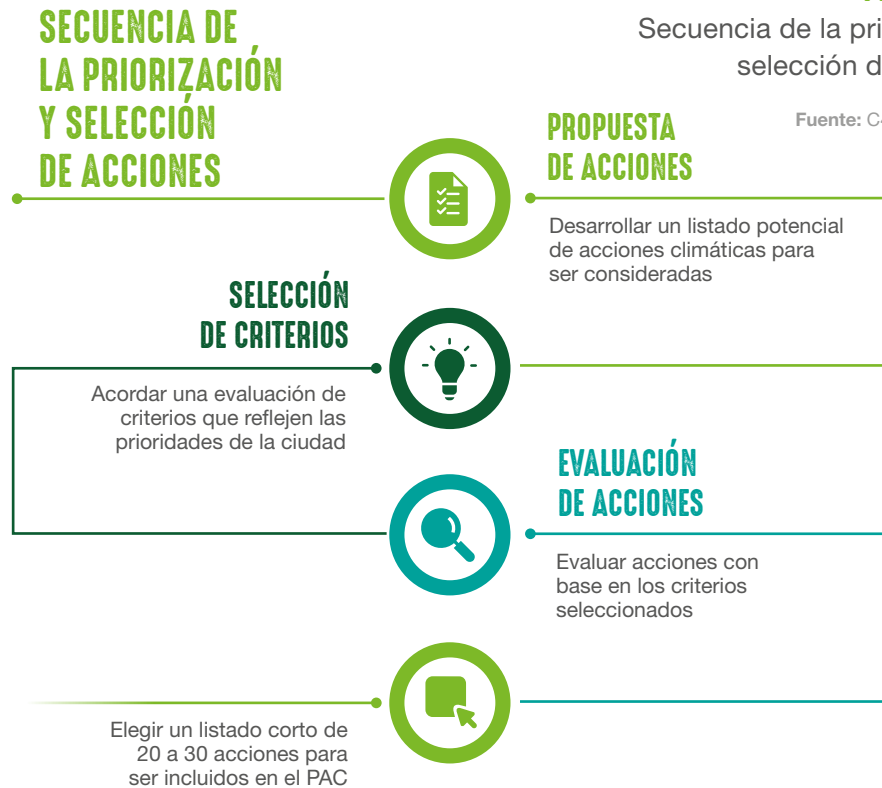 SECUENCIA DE
LA PRIORIZACIÓN
Y SELECCIÓN
DE ACCIONES
Secuencia de la pri
selección d
Fuente:
PROPUESTA
DE ACCIONES
Desarrollar un listado potencial
de acciones climáticas para
ser consideradas
SELECCIÓN
DE CRITERIOS
Acordar una evaluación de
criterios que reflejen las
prioridades de la ciudad
EVALUACIÓN
DE ACCIONES
Evaluar acciones con
base en los criterios
seleccionados
Elegir un listado corto de
20 a 30 acciones para
ser incluidos en el PAC